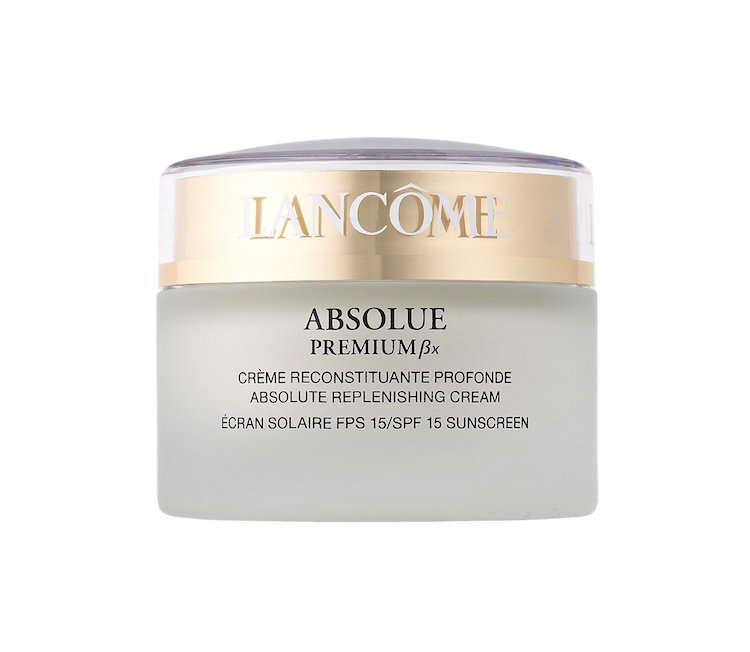 LANCÔME
ABSOLUE
PREMIUM βx
CRÈME RECONSTITUANTE PROFONDE
ABSOLUTE REPLENISHING CREAM
ÉCRAN SOLAIRE FPS 15/SPF 15 SUNSCREEN